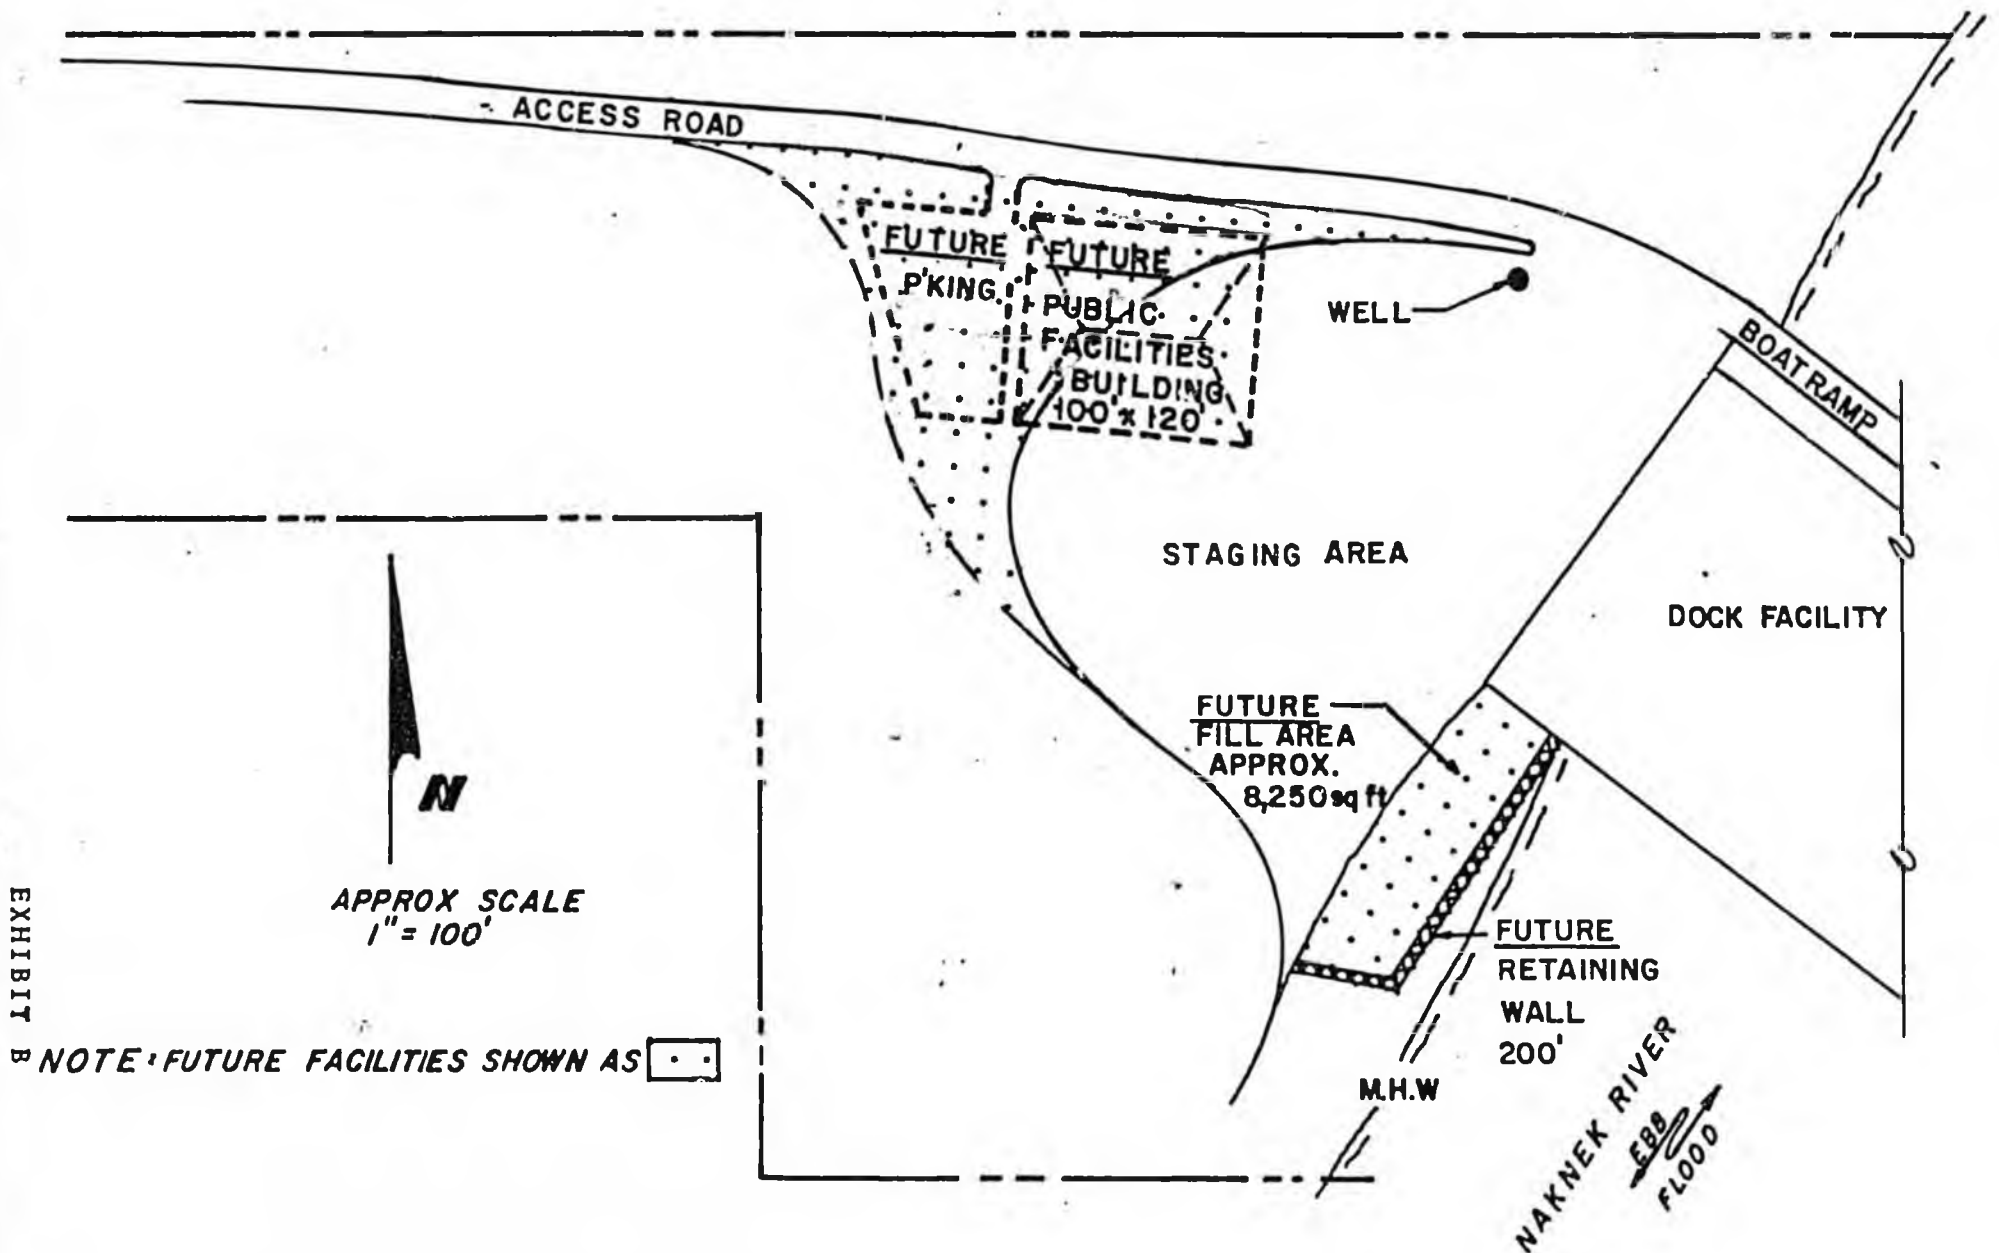 ACCESS ROAD
FUTURE
P'KING
FUTURE
PUBLIC
FACILITIES
BUILDING
100' x 120'
WELL
BOAT RAMP
STAGING AREA
DOCK FACILITY
FUTURE
FILL AREA
APPROX.
8,250 sq ft
N
APPROX SCALE
1" = 100'
FUTURE
RETAINING
WALL
200'
M.H.W
NAKNEK RIVER
EBB
FLOOD
NOTE: FUTURE FACILITIES SHOWN AS
EXHIBIT B